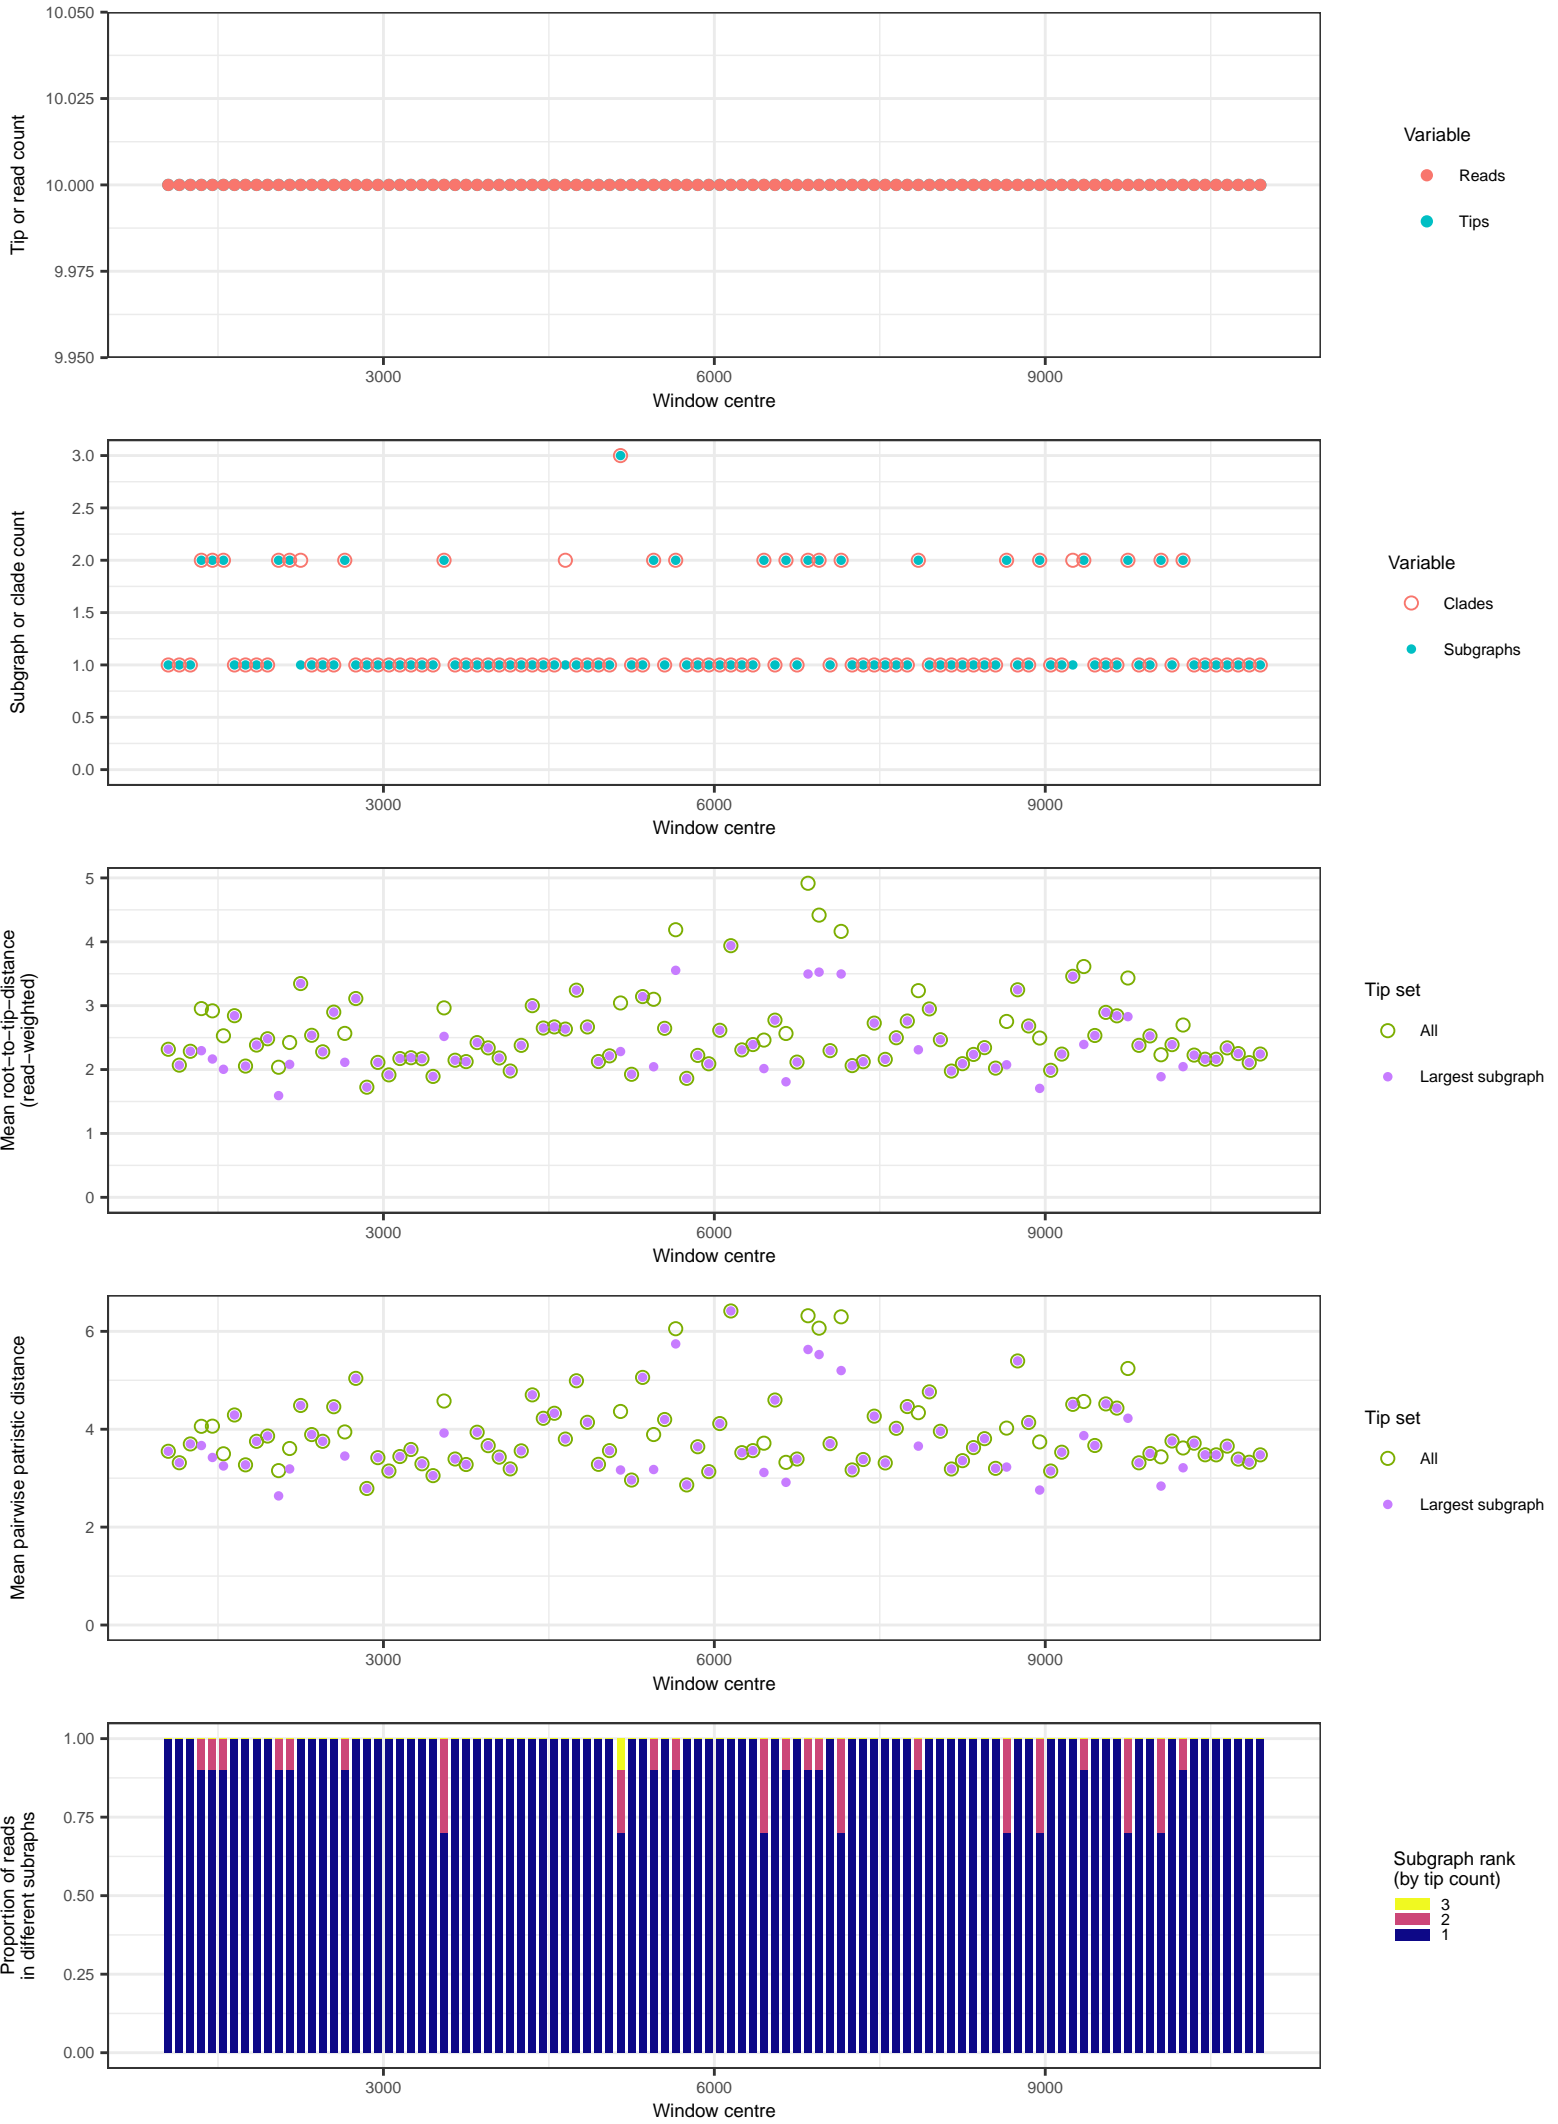 10.050
10.025
10.000
9.975
9.950
Tip or read count
3000 6000 9000
Window centre
Variable
Reads
Tips
3.0
2.5
2.0
1.5
1.0
0.5
0.0
Subgraph or clade count
3000 6000 9000
Window centre
Variable
Clades
Subgraphs
5
4
3
2
1
0
Mean root−to−tip−distance
(read−weighted)
3000 6000 9000
Window centre
Tip set
All
Largest subgraph
6
4
2
0
Mean pairwise patristic distance
3000 6000 9000
Window centre
Tip set
All
Largest subgraph
1.00
0.75
0.50
0.25
0.00
Proportion of reads
in different subraphs
3000 6000 9000
Window centre
Subgraph rank
(by tip count)
3
2
1